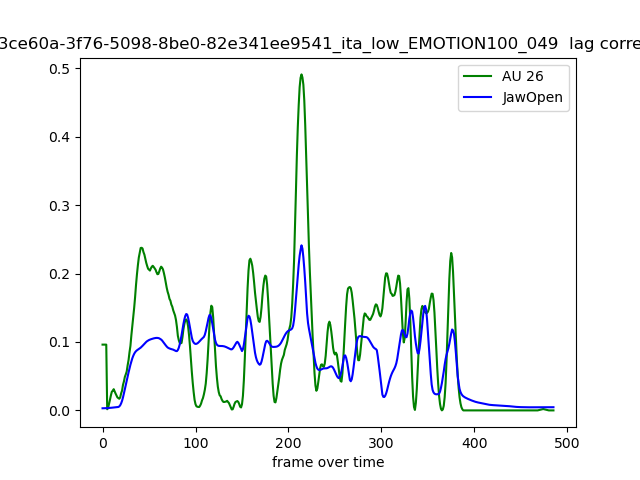 3ce60a-3f76-5098-8be0-82e341ee9541_ita_low_EMOTION100_049 lag corre
AU 26
JawOpen
0.5
0.4
0.3
0.2
0.1
0.0
0 100 200 300 400 500
frame over time